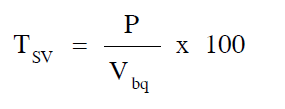 T_SV = P / V_bq x 100